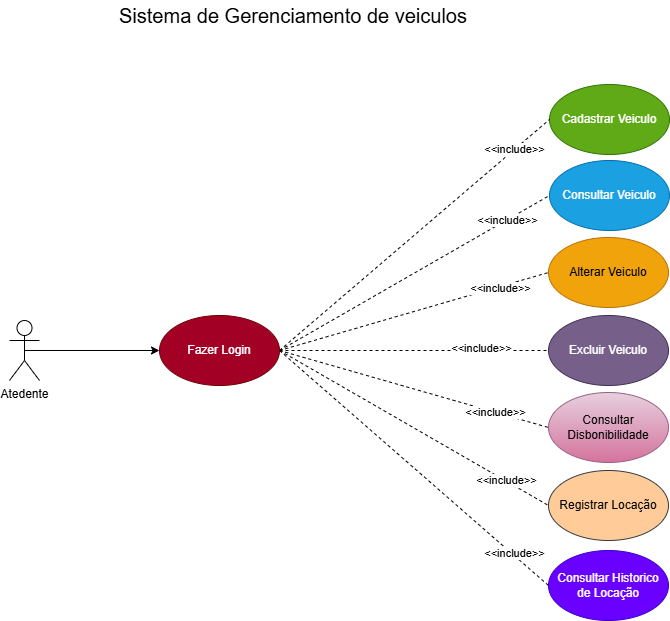 Sistema de Gerenciamento de veiculos
Cadastrar Veiculo
<<include>>
Consultar Veiculo
<<include>>
Alterar Veiculo
<<include>>
Fazer Login
<<include>>
Excluir Veiculo
Atedente
<<include>>
Consultar
Disbonibilidade
<<include>>
Registrar Locação
<<include>>
Consultar Historico
de Locação